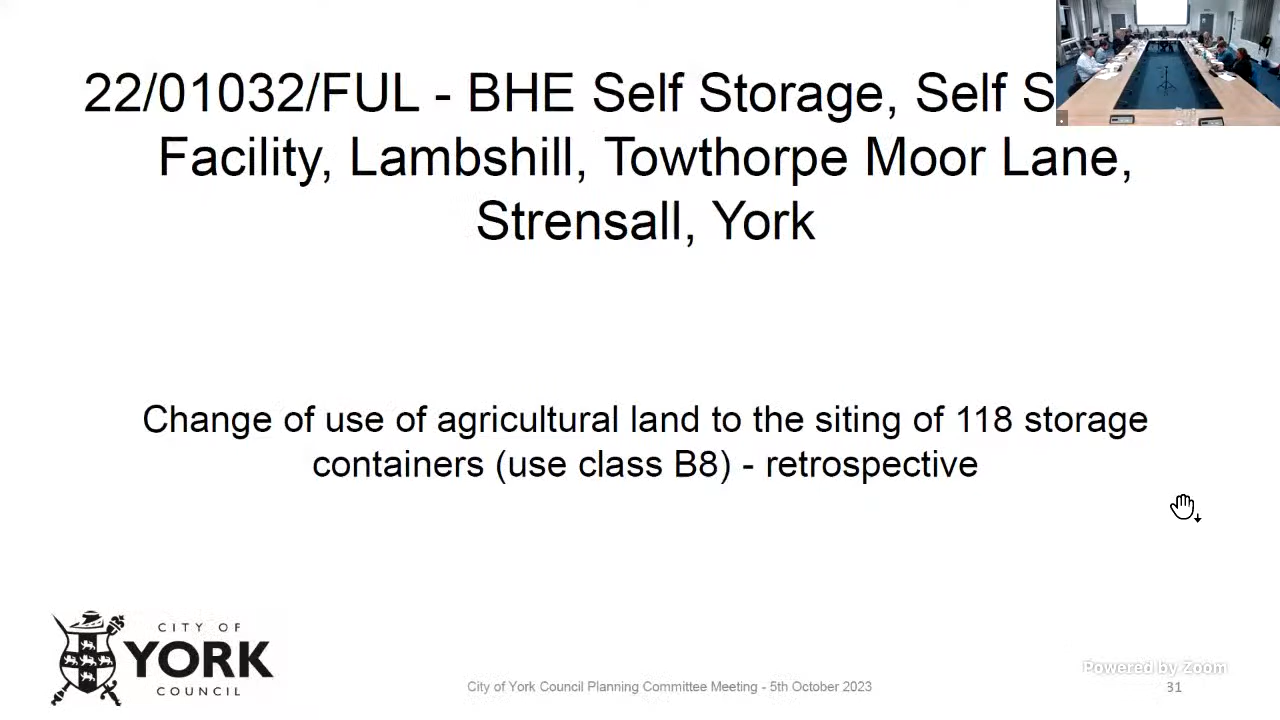 22/01032/FUL - BHE Self Storage, Self S
Facility, Lambshill, Towthorpe Moor Lane,
Strensall, York
Change of use of agricultural land to the siting of 118 storage
containers (use class B8) - retrospective
CITY OF
YORK
COUNCIL
City of York Council Planning Committee Meeting - 5th October 2023
Powered by Zoom
31